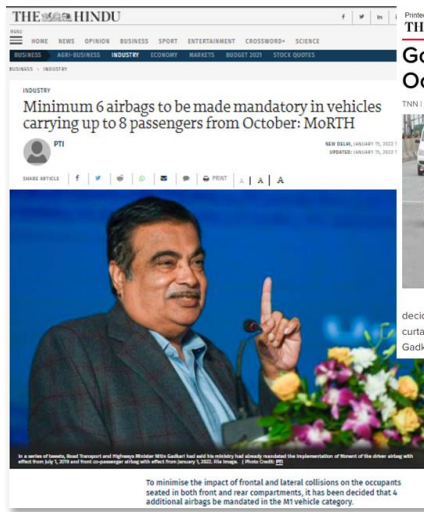 THE HINDU
Printed
TH
MENU
HOME NEWS OPINION BUSINESS SPORT ENTERTAINMENT CROSSWORD+ SCIENCE
BUSINESS AGRI-BUSINESS INDUSTRY ECONOMY MARKETS BUDGET 2021 STOCK QUOTES
BUSINESS INDUSTRY
Go
Oc
TNN |
INDUSTRY
Minimum 6 airbags to be made mandatory in vehicles
carrying up to 8 passengers from October: MoRTH
PTI
NEW DELHI, JANUARY 15, 2022
UPDATED: JANUARY 15, 2022
SHARE ARTICLE PRINT A | A | A
decid
curta
Gadk
In a series of tweets, Road Transport and Highways Minister Nitin Gadkari had said his ministry had already mandated the implementation of fitment of the driver airbag with
effect from July 1, 2019 and front co-passenger airbag with effect from January 1, 2022. File image. | Photo Credit: PTI
To minimise the impact of frontal and lateral collisions on the occupants
seated in both front and rear compartments, it has been decided that 4
additional airbags be mandated in the M1 vehicle category.